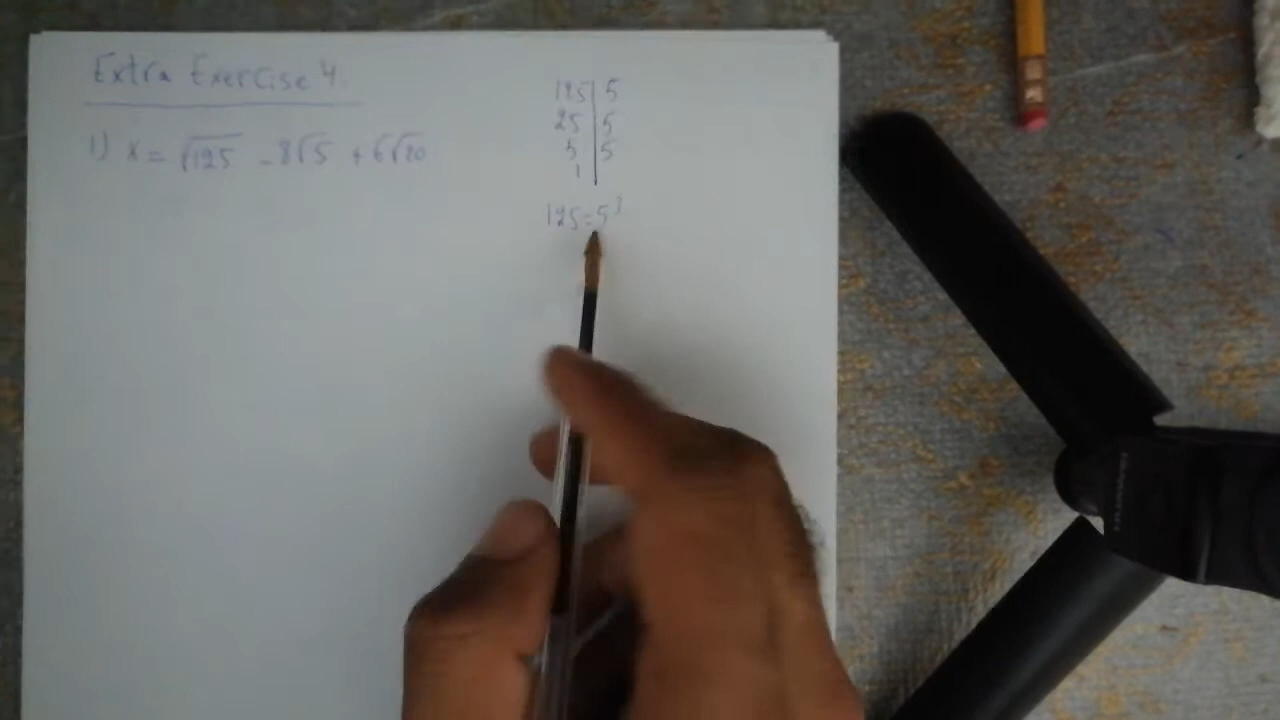 Extra Exercise 4.
1) x = √125 - 8√5 + 6√20
125 | 5
25 | 5
5 | 5
1 |
125 = 5³